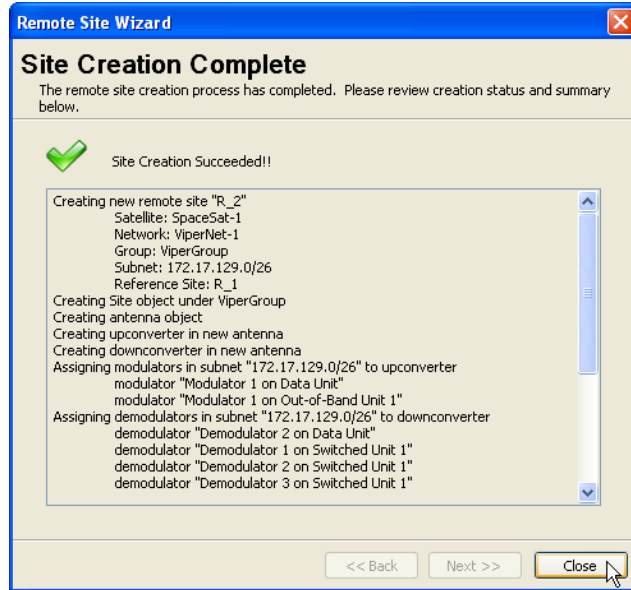 Remote Site Wizard
Site Creation Complete
The remote site creation process has completed. Please review creation status and summary
below.
Site Creation Succeeded!!
Creating new remote site "R_2"
Satellite: SpaceSat-1
Network: ViperNet-1
Group: ViperGroup
Subnet: 172.17.129.0/26
Reference Site: R_1
Creating Site object under ViperGroup
Creating antenna object
Creating upconverter in new antenna
Creating downconverter in new antenna
Assigning modulators in subnet "172.17.129.0/26" to upconverter
modulator "Modulator 1 on Data Unit"
modulator "Modulator 1 on Out-of-Band Unit 1"
Assigning demodulators in subnet "172.17.129.0/26" to downconverter
demodulator "Demodulator 2 on Data Unit"
demodulator "Demodulator 1 on Switched Unit 1"
demodulator "Demodulator 2 on Switched Unit 1"
demodulator "Demodulator 3 on Switched Unit 1"
<< Back Next >> Close